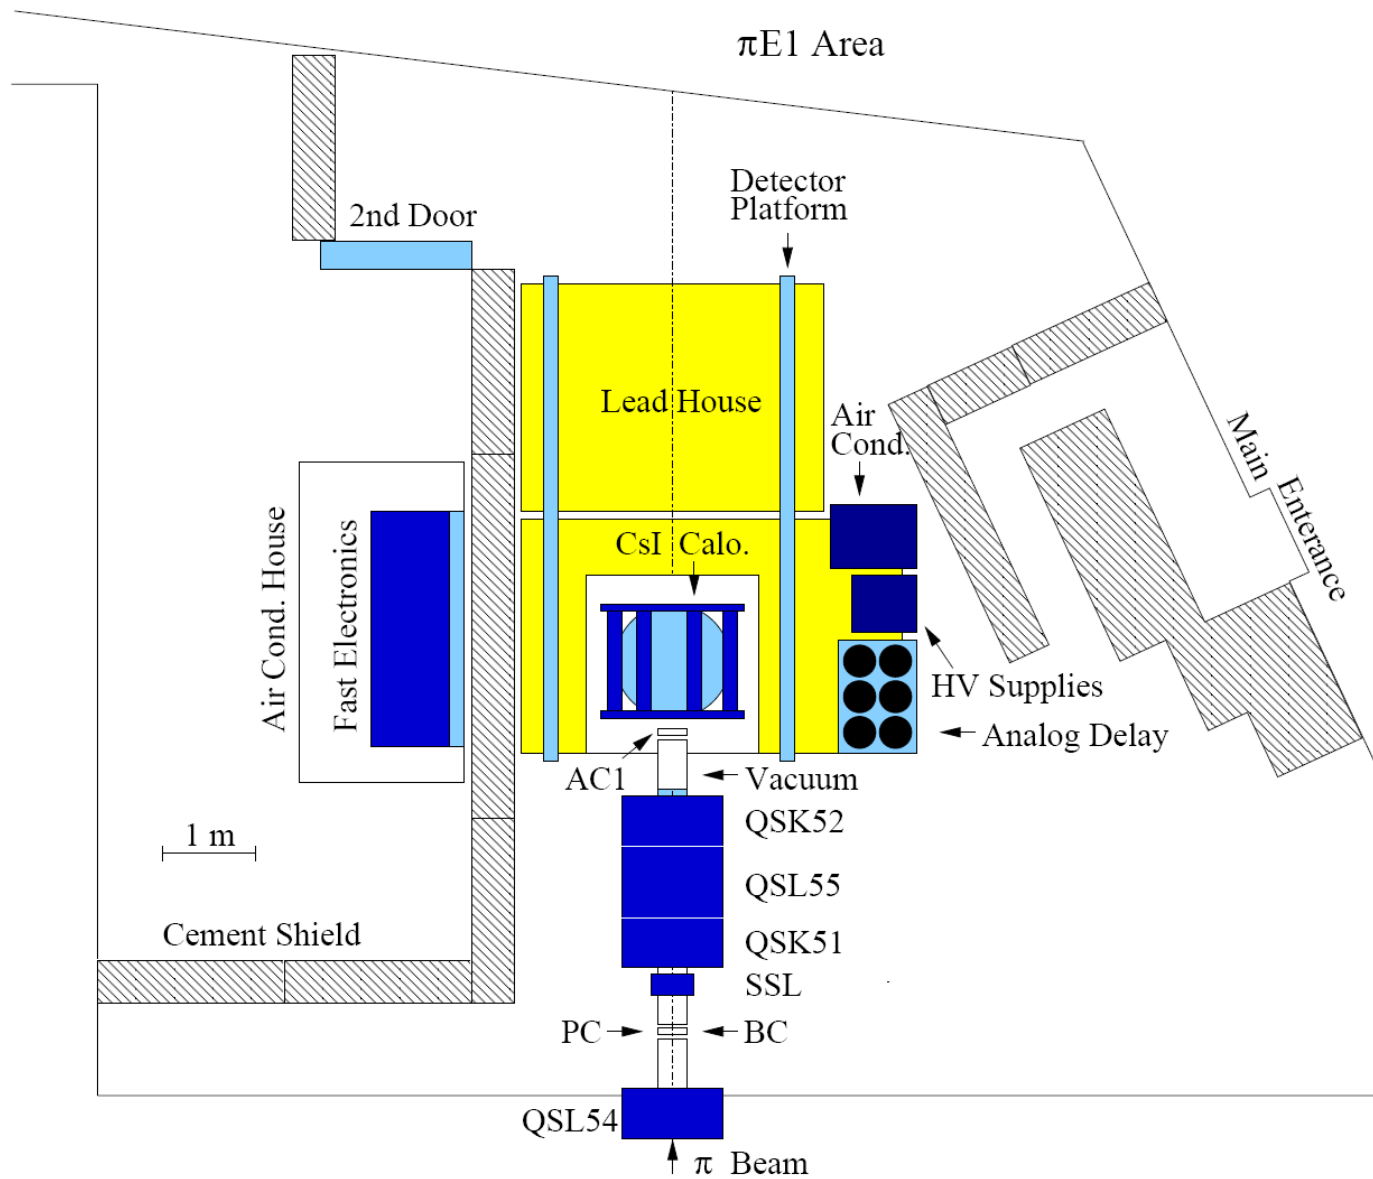 πE1 Area
Detector
Platform
2nd Door
Lead House
Air
Cond.
Main Enterance
CsI Calo.
Air Cond. House
Fast Electronics
HV Supplies
Analog Delay
AC1
Vacuum
QSK52
1 m
QSL55
Cement Shield
QSK51
SSL
PC
BC
QSL54
π Beam